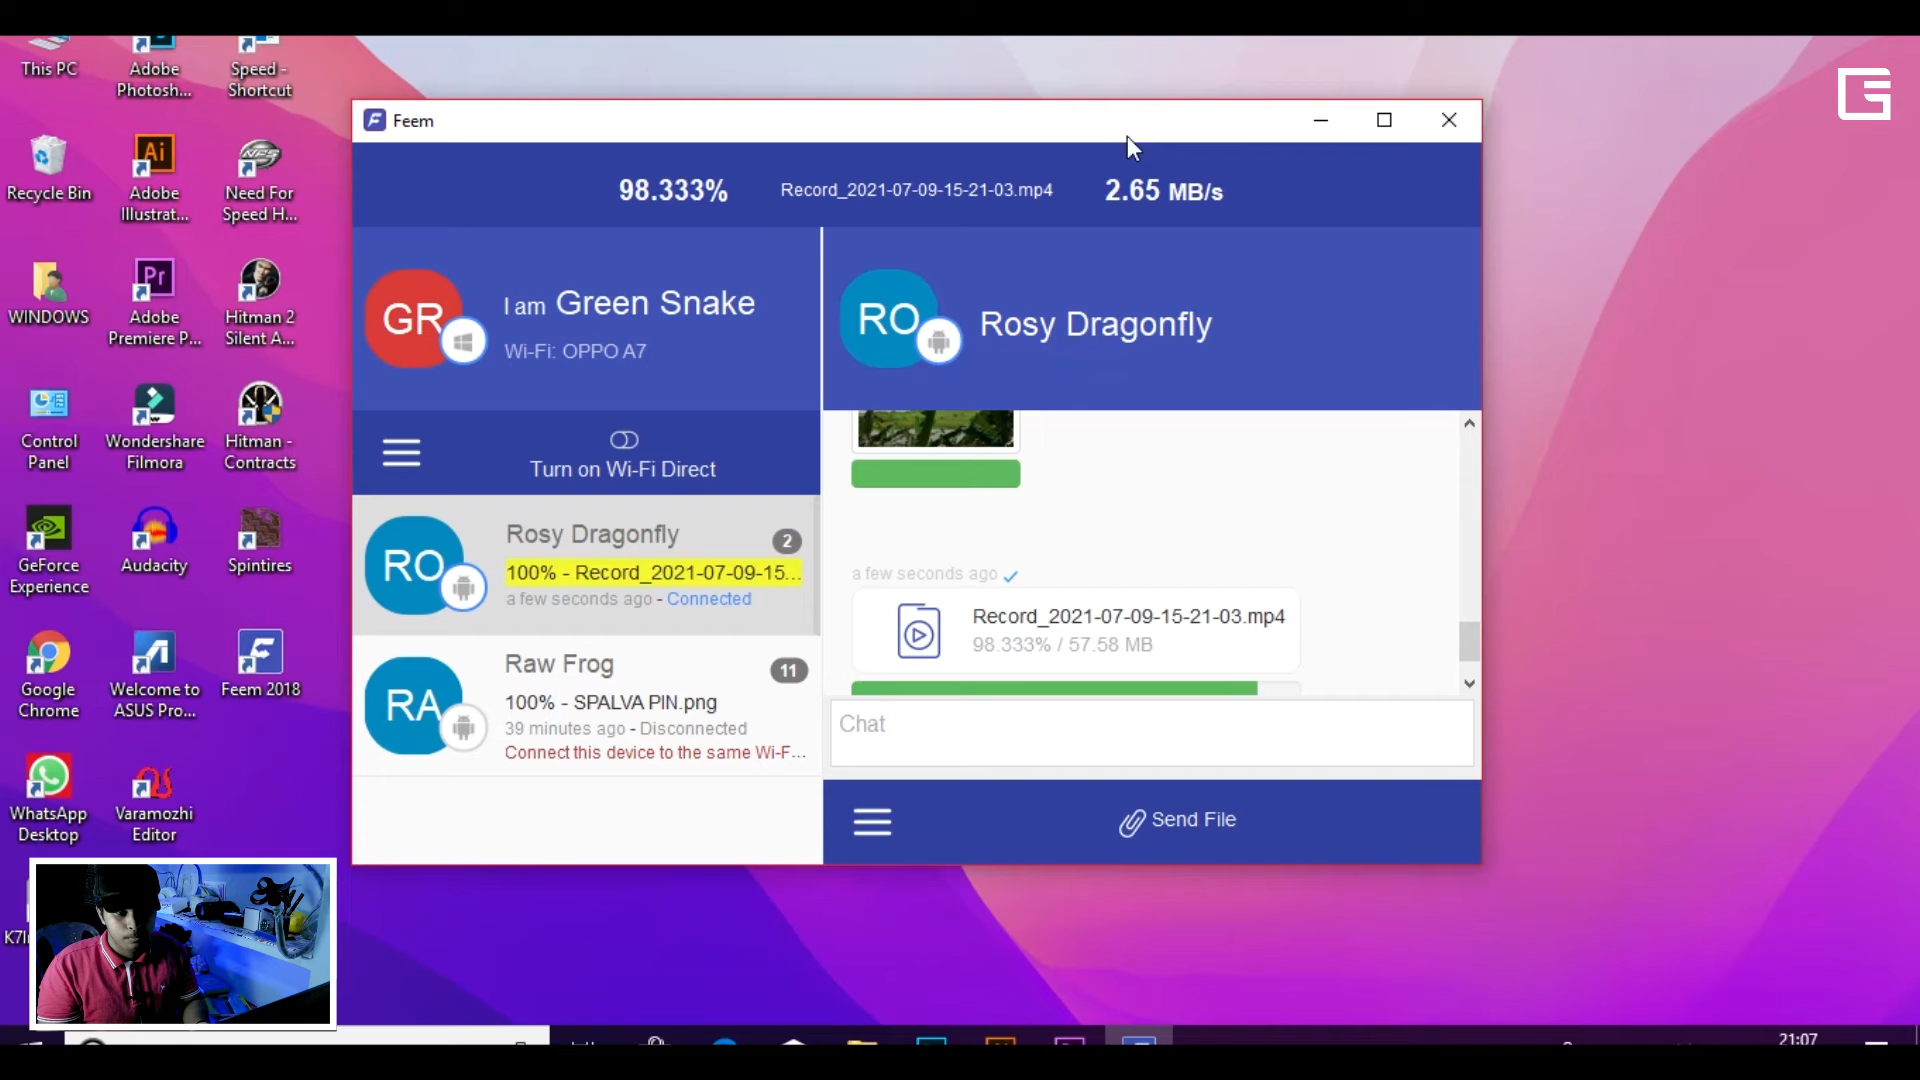 This PC
Adobe
Photosh...
Speed -
Shortcut
Recycle Bin
Ai
Adobe
Illustrat...
Need For
Speed H...
WINDOWS
Pr
Adobe
Premiere P...
Hitman 2
Silent A...
Control
Panel
Wondershare
Filmora
Hitman -
Contracts
GeForce
Experience
Audacity
Spintires
Google
Chrome
Welcome to
ASUS Pro...
Feem 2018
WhatsApp
Desktop
Varamozhi
Editor
Feem
98.333%
Record_2021-07-09-15-21-03.mp4
2.65 MB/s
GR
I am Green Snake
Wi-Fi: OPPO A7
RO
Rosy Dragonfly
Turn on Wi-Fi Direct
RO
Rosy Dragonfly
2
100% - Record_2021-07-09-15...
a few seconds ago - Connected
RA
Raw Frog
11
100% - SPALVA PIN.png
39 minutes ago - Disconnected
Connect this device to the same Wi-F...
a few seconds ago
Record_2021-07-09-15-21-03.mp4
98.333% / 57.58 MB
Chat
Send File
21:07